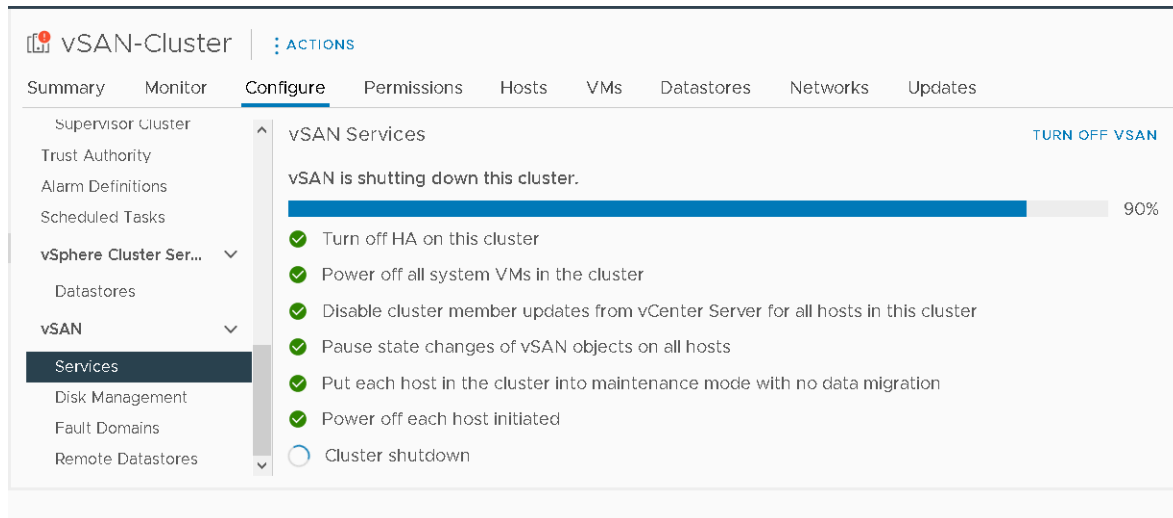 vSAN-Cluster
ACTIONS
Summary Monitor Configure Permissions Hosts VMs Datastores Networks Updates
Supervisor Cluster
Trust Authority
Alarm Definitions
Scheduled Tasks
vSphere Cluster Ser...
Datastores
vSAN
Services
Disk Management
Fault Domains
Remote Datastores
vSAN Services
TURN OFF VSAN
vSAN is shutting down this cluster.
90%
Turn off HA on this cluster
Power off all system VMs in the cluster
Disable cluster member updates from vCenter Server for all hosts in this cluster
Pause state changes of vSAN objects on all hosts
Put each host in the cluster into maintenance mode with no data migration
Power off each host initiated
Cluster shutdown